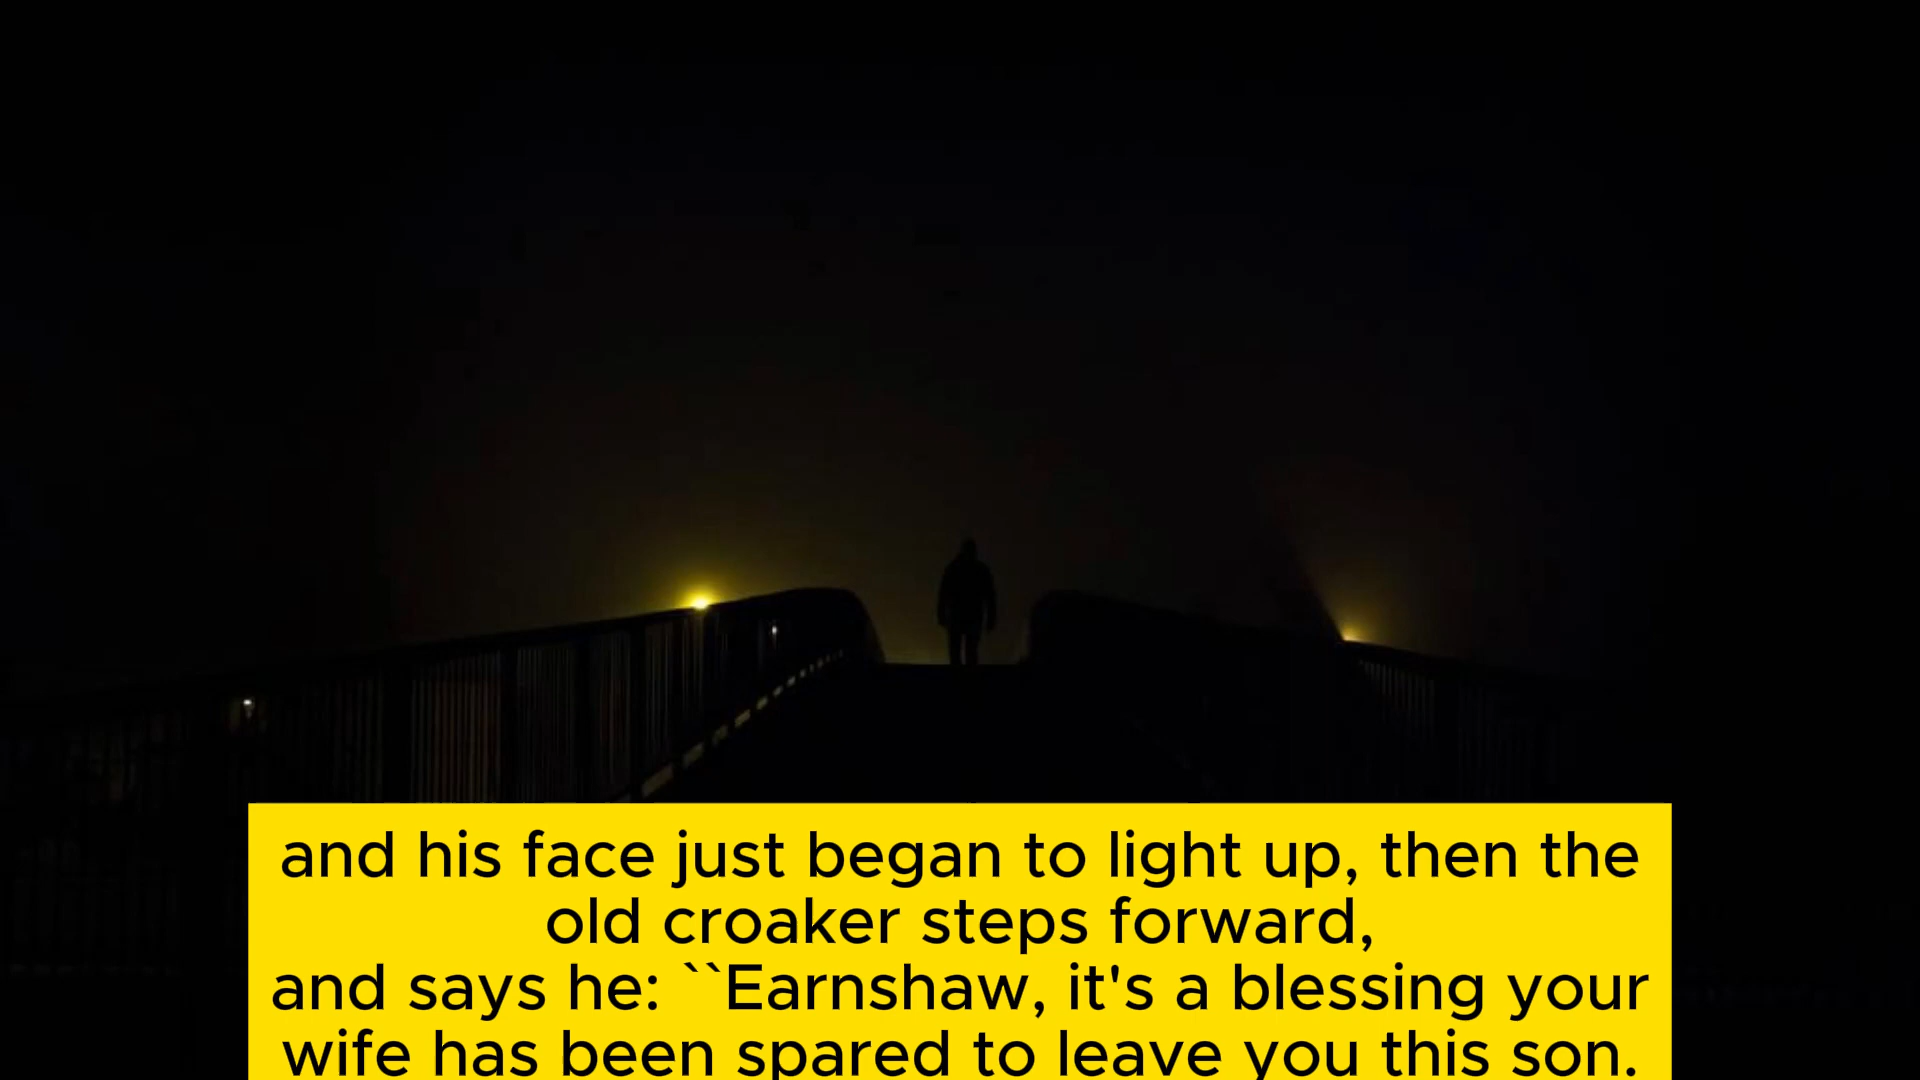 and his face just began to light up, then the
old croaker steps forward,
and says he: ``Earnshaw, it's a blessing your
wife has been spared to leave you this son.